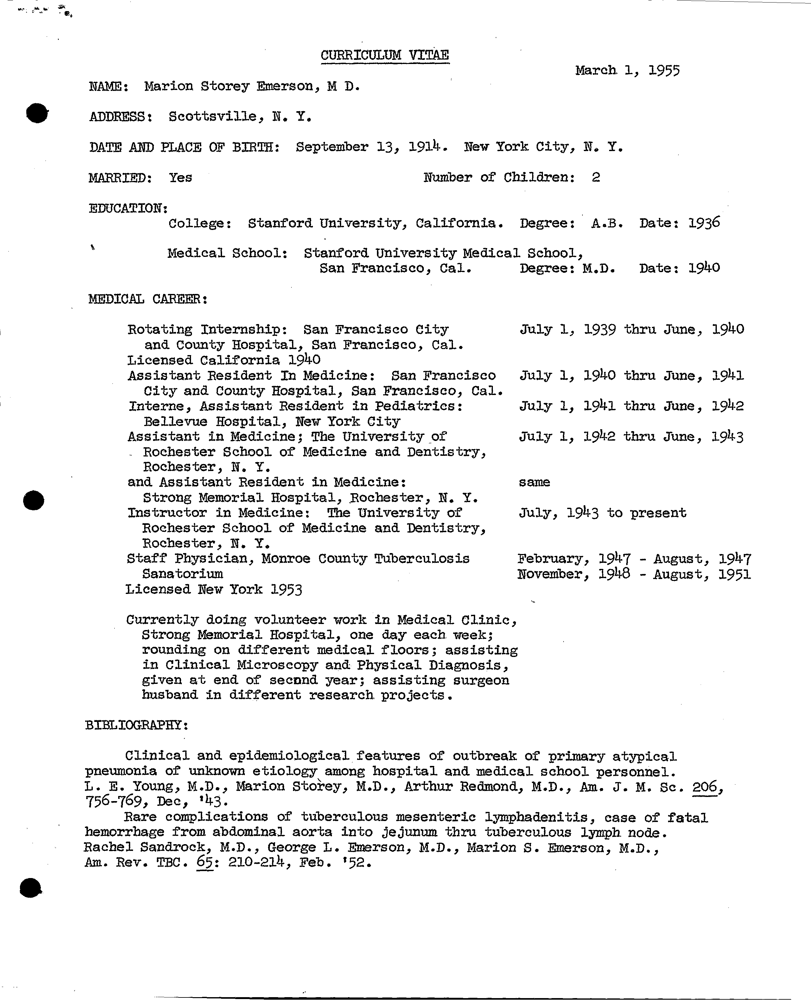 CURRICULUM VITAE
March 1, 1955
NAME: Marion Storey Emerson, M D.
ADDRESS: Scottsville, N. Y.
DATE AND PLACE OF BIRTH: September 13, 1914. New York City, N. Y.
MARRIED: Yes Number of Children: 2
EDUCATION:
College: Stanford University, California. Degree: A.B. Date: 1936
Medical School: Stanford University Medical School,
San Francisco, Cal. Degree: M.D. Date: 1940
MEDICAL CAREER:
Rotating Internship: San Francisco City July 1, 1939 thru June, 1940
and County Hospital, San Francisco, Cal.
Licensed California 1940
Assistant Resident In Medicine: San Francisco July 1, 1940 thru June, 1941
City and County Hospital, San Francisco, Cal.
Interne, Assistant Resident in Pediatrics: July 1, 1941 thru June, 1942
Bellevue Hospital, New York City
Assistant in Medicine; The University of July 1, 1942 thru June, 1943
Rochester School of Medicine and Dentistry,
Rochester, N. Y.
and Assistant Resident in Medicine: same
Strong Memorial Hospital, Rochester, N. Y.
Instructor in Medicine: The University of July, 1943 to present
Rochester School of Medicine and Dentistry,
Rochester, N. Y.
Staff Physician, Monroe County Tuberculosis February, 1947 - August, 1947
Sanatorium November, 1948 - August, 1951
Licensed New York 1953
Currently doing volunteer work in Medical Clinic,
Strong Memorial Hospital, one day each week;
rounding on different medical floors; assisting
in Clinical Microscopy and Physical Diagnosis,
given at end of second year; assisting surgeon
husband in different research projects.
BIBLIOGRAPHY:
Clinical and epidemiological features of outbreak of primary atypical
pneumonia of unknown etiology among hospital and medical school personnel.
L. E. Young, M.D., Marion Storey, M.D., Arthur Redmond, M.D., Am. J. M. Sc. 206,
756-769, Dec, '43.
Rare complications of tuberculous mesenteric lymphadenitis, case of fatal
hemorrhage from abdominal aorta into jejunum thru tuberculous lymph node.
Rachel Sandrock, M.D., George L. Emerson, M.D., Marion S. Emerson, M.D.,
Am. Rev. TBC. 65: 210-214, Feb. '52.